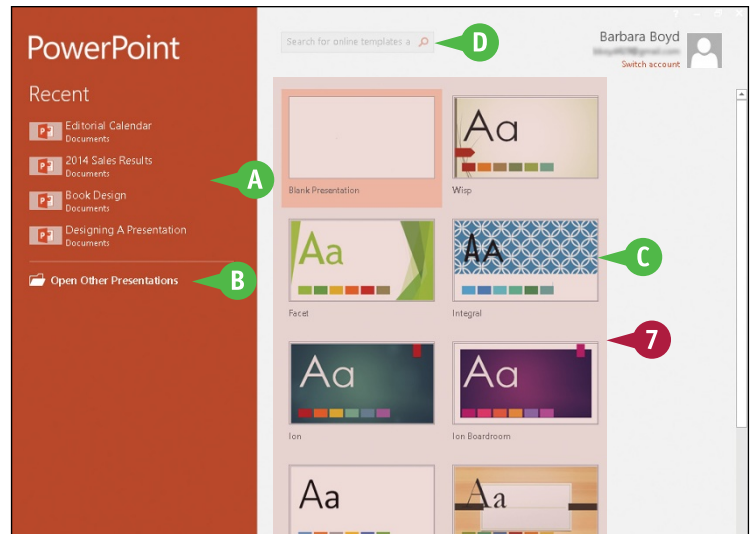 PowerPoint
Recent
Editorial Calendar
Documents
2014 Sales Results
Documents
Book Design
Documents
Designing A Presentation
Documents
Open Other Presentations
A
B
Search for online templates a
D
Barbara Boyd
Switch account
Blank Presentation
Aa
Wisp
Aa
Facet
Aa
Integral
C
7
Aa
Ion
Aa
Ion Boardroom
Aa
Aa